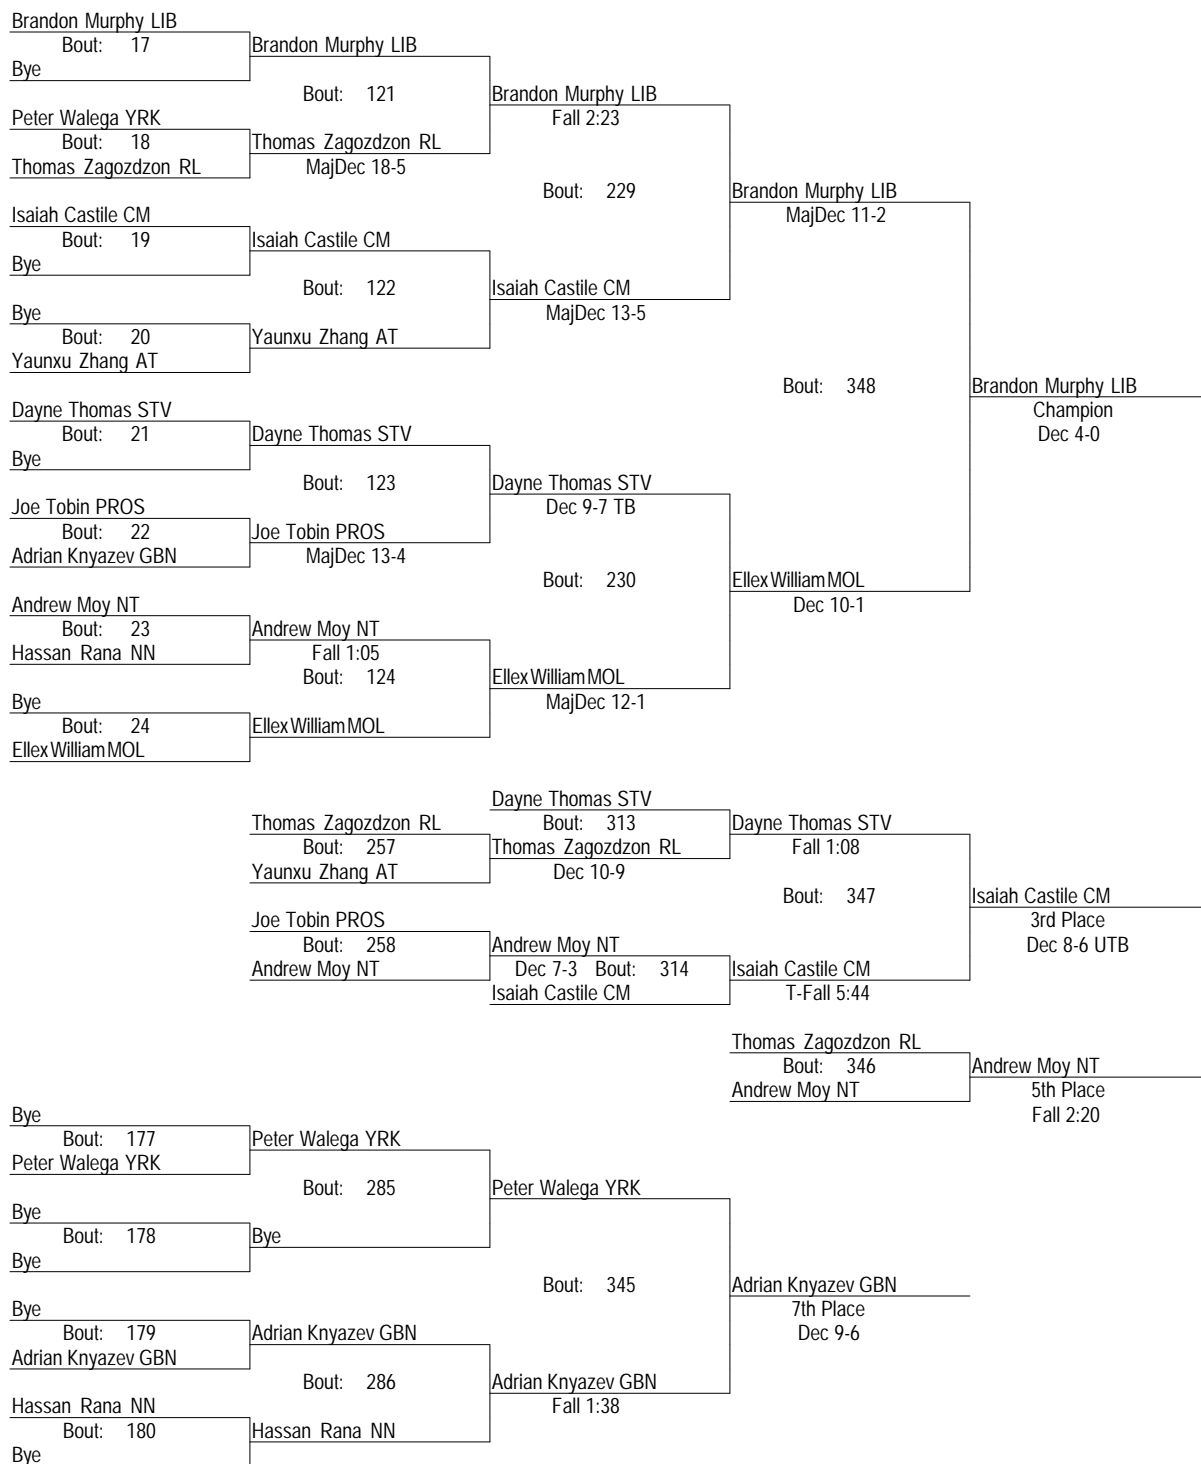 Brandon Murphy LIB
Bout: 17
Brandon Murphy LIB
Bye
Bout: 121
Brandon Murphy LIB
Peter Walega YRK
Fall 2:23
Bout: 18
Thomas Zagozdzon RL
Thomas Zagozdzon RL
MajDec 18-5
Bout: 229
Brandon Murphy LIB
Isaiah Castile CM
MajDec 11-2
Bout: 19
Isaiah Castile CM
Bye
Bout: 122
Isaiah Castile CM
Bye
MajDec 13-5
Bout: 20
Yaunxu Zhang AT
Yaunxu Zhang AT
Bout: 348
Brandon Murphy LIB
Dayne Thomas STV
Champion
Bout: 21
Dayne Thomas STV
Dec 4-0
Bye
Bout: 123
Dayne Thomas STV
Joe Tobin PROS
Dec 9-7 TB
Bout: 22
Joe Tobin PROS
Adrian Knyazev GBN
MajDec 13-4
Bout: 230
Ellex William MOL
Andrew Moy NT
Dec 10-1
Bout: 23
Andrew Moy NT
Hassan Rana NN
Fall 1:05
Bout: 124
Ellex William MOL
Bye
MajDec 12-1
Bout: 24
Ellex William MOL
Ellex William MOL
Dayne Thomas STV
Thomas Zagozdzon RL
Bout: 313
Dayne Thomas STV
Bout: 257
Thomas Zagozdzon RL
Fall 1:08
Yaunxu Zhang AT
Dec 10-9
Bout: 347
Isaiah Castile CM
Joe Tobin PROS
3rd Place
Bout: 258
Andrew Moy NT
Dec 8-6 UTB
Andrew Moy NT
Dec 7-3 Bout: 314
Isaiah Castile CM
Isaiah Castile CM
T-Fall 5:44
Thomas Zagozdzon RL
Bout: 346
Andrew Moy NT
Andrew Moy NT
5th Place
Fall 2:20
Bye
Bout: 177
Peter Walega YRK
Peter Walega YRK
Bout: 285
Peter Walega YRK
Bye
Bout: 178
Bye
Bye
Bout: 345
Adrian Knyazev GBN
Bye
7th Place
Bout: 179
Adrian Knyazev GBN
Dec 9-6
Adrian Knyazev GBN
Bout: 286
Adrian Knyazev GBN
Hassan Rana NN
Fall 1:38
Bout: 180
Hassan Rana NN
Bye